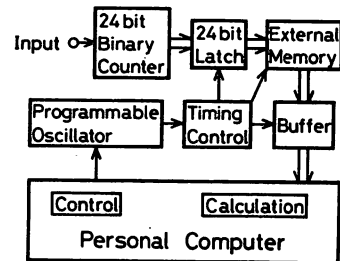 Input
24 bit
Binary
Counter
24 bit
Latch
External
Memory
Programmable
Oscillator
Timing
Control
Buffer
Control
Calculation
Personal Computer